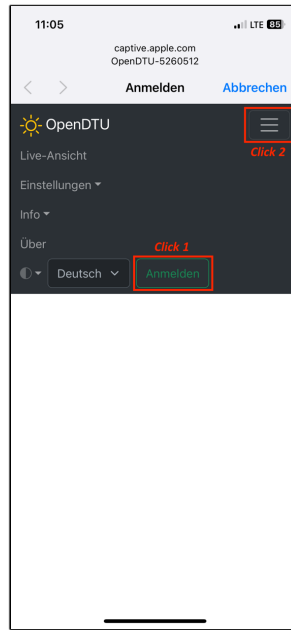 11:05
LTE 85
captive.apple.com
OpenDTU-5260512
Anmelden
Abbrechen
OpenDTU
Live-Ansicht
Click 2
Einstellungen
Info
Über
Click 1
Deutsch
Anmelden